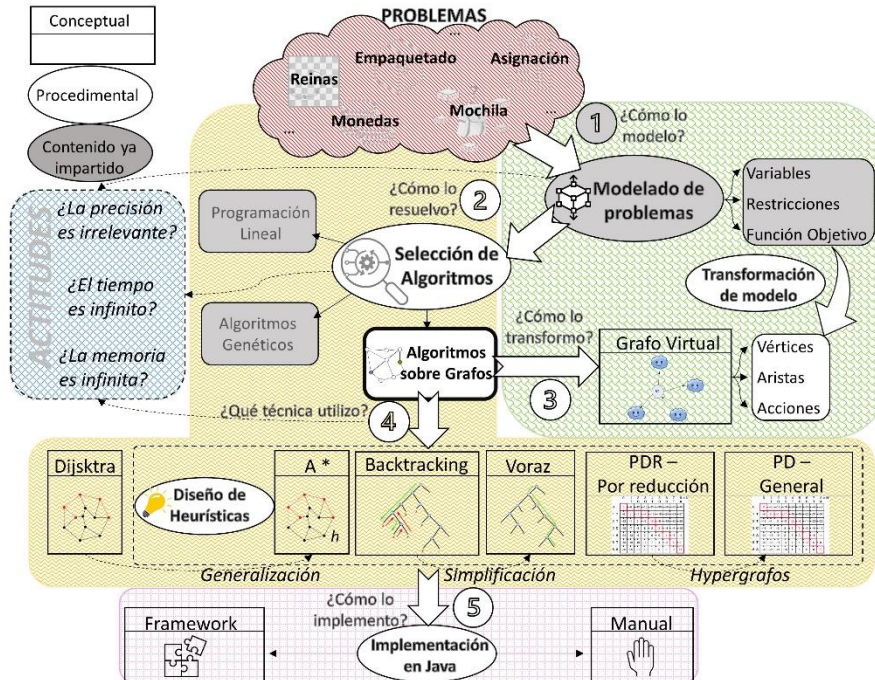 Conceptual
Procedimental
Contenido ya
impartido
PROBLEMAS
...
Empaquetado
Asignación
Reinas
Mochila
Monedas
...
...
1
¿Cómo lo
modelo?
Modelado de
problemas
Variables
Restricciones
Función Objetivo
Transformación
de modelo
¿Cómo lo
resuelvo?
2
Programación
Lineal
Selección de
Algoritmos
Algoritmos
Genéticos
ACTITUDES
¿La precisión
es irrelevante?
¿El tiempo
es infinito?
¿La memoria
es infinita?
Algoritmos
sobre Grafos
¿Cómo lo
transformo?
3
Grafo Virtual
Vértices
Aristas
Acciones
¿Qué técnica utilizo?
4
Dijsktra
Diseño de
Heurísticas
A *
h
Backtracking
Voraz
PDR –
Por reducción
PD –
General
Generalización
Simplificación
Hypergrafos
¿Cómo lo
implemento?
5
Framework
Implementación
en Java
Manual